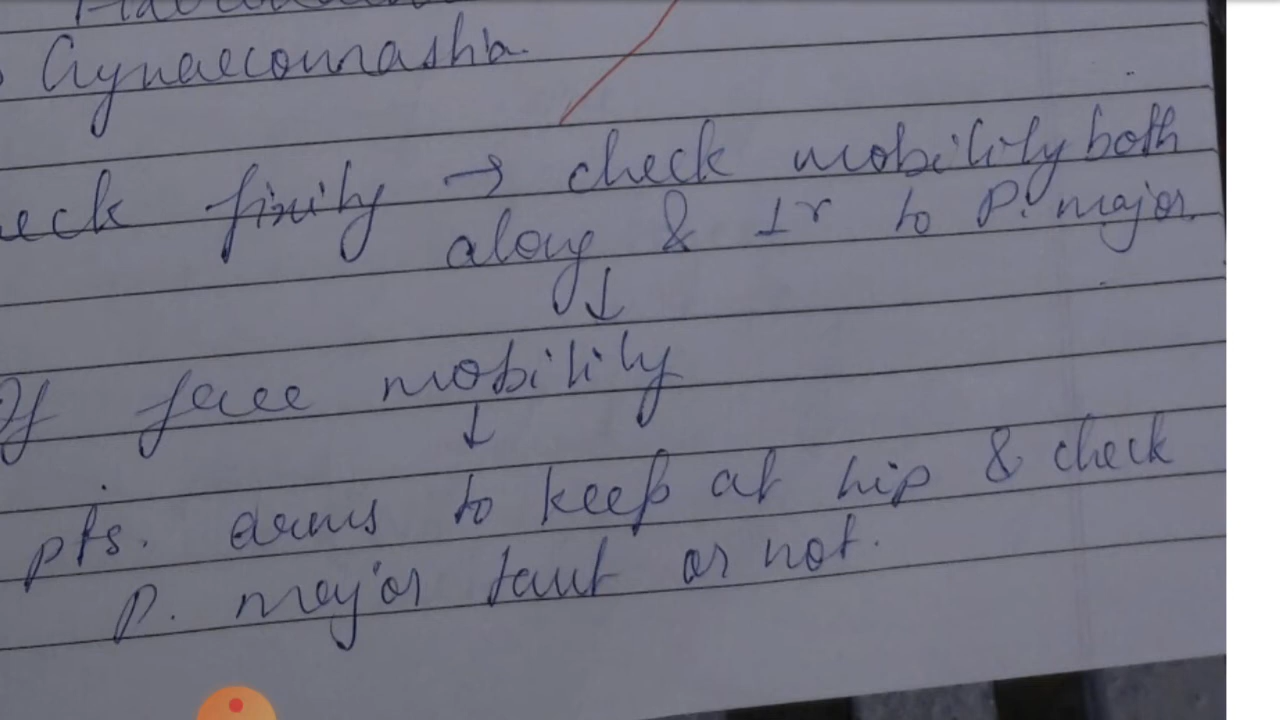 Gynaecomashia
eck fixity → check mobility both
along & ⊥r to P. major.
↓
If free mobility
↓
pts. arms to keep at hip & check
P. major taut or not.